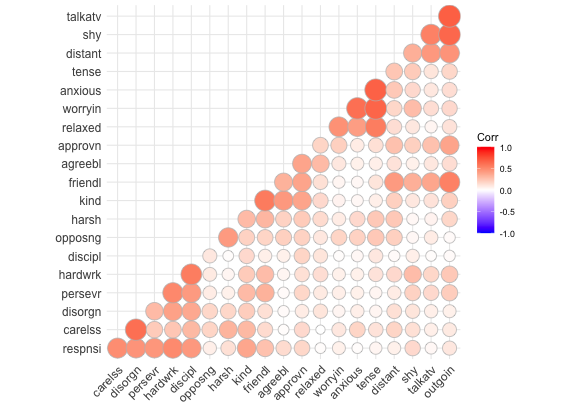 talkatv
shy
distant
tense
anxious
worryin
relaxed
approvn
agreebl
friendl
kind
harsh
opposng
discipl
hardwrk
persevr
disorgn
carelss
respnsi
carelss disorgn persevr hardwrk discipl opposng harsh kind friendl agreebl approvn relaxed worryin anxious tense distant shy talkatv outgoin
Corr
1.0
0.5
0.0
-0.5
-1.0